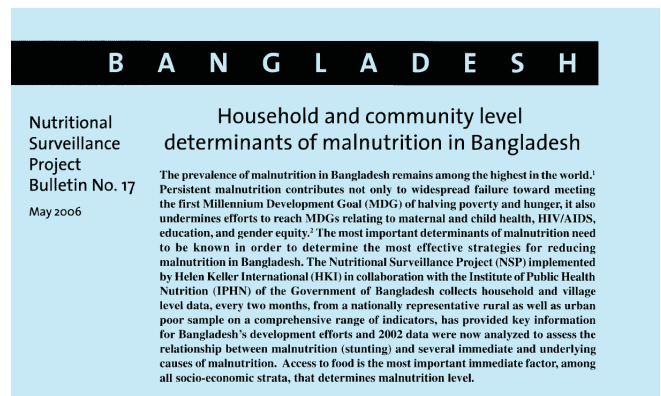 BANGLADESH
Nutritional
Surveillance
Project
Bulletin No. 17
May 2006
Household and community level
determinants of malnutrition in Bangladesh
The prevalence of malnutrition in Bangladesh remains among the highest in the world.¹
Persistent malnutrition contributes not only to widespread failure toward meeting
the first Millennium Development Goal (MDG) of halving poverty and hunger, it also
undermines efforts to reach MDGs relating to maternal and child health, HIV/AIDS,
education, and gender equity.² The most important determinants of malnutrition need
to be known in order to determine the most effective strategies for reducing
malnutrition in Bangladesh. The Nutritional Surveillance Project (NSP) implemented
by Helen Keller International (HKI) in collaboration with the Institute of Public Health
Nutrition (IPHN) of the Government of Bangladesh collects household and village
level data, every two months, from a nationally representative rural as well as urban
poor sample on a comprehensive range of indicators, has provided key information
for Bangladesh's development efforts and 2002 data were now analyzed to assess the
relationship between malnutrition (stunting) and several immediate and underlying
causes of malnutrition. Access to food is the most important immediate factor, among
all socio-economic strata, that determines malnutrition level.